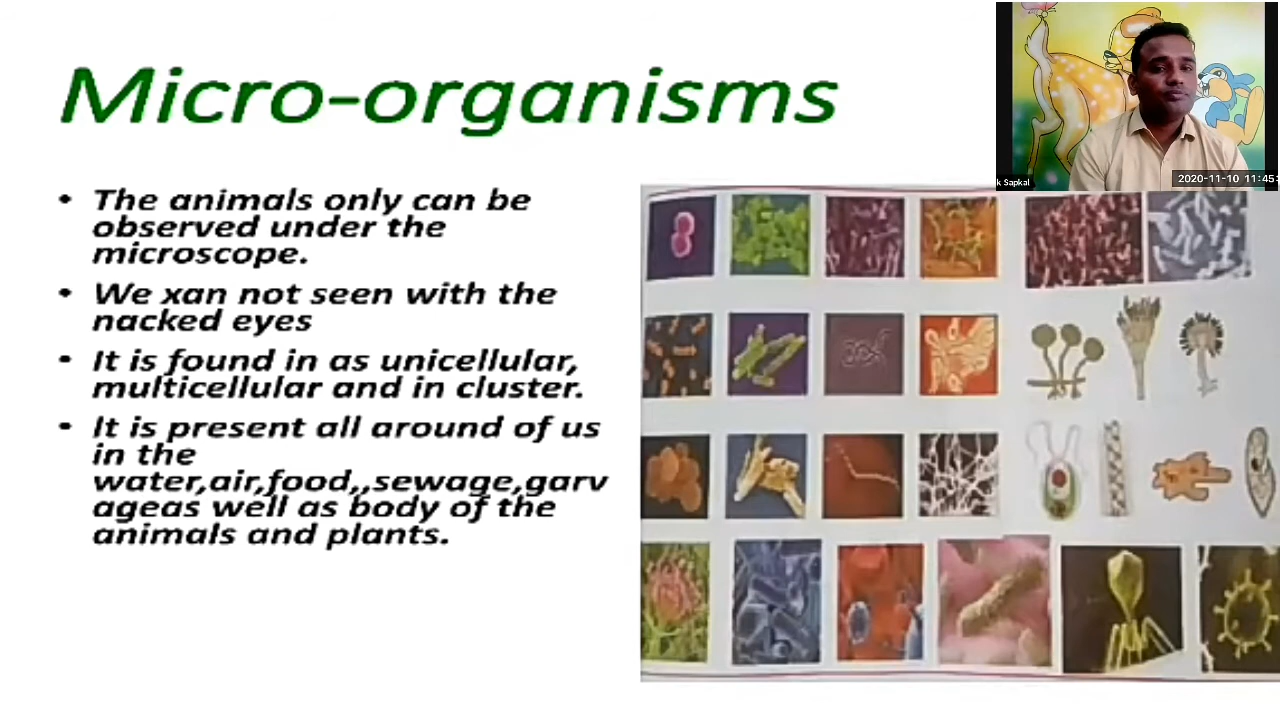 Micro-organisms
k Sapkal
2020-11-10 11:45:
• The animals only can be
observed under the
microscope.
• We xan not seen with the
nacked eyes
• It is found in as unicellular,
multicellular and in cluster.
• It is present all around of us
in the
water,air,food,,sewage,garv
ageas well as body of the
animals and plants.